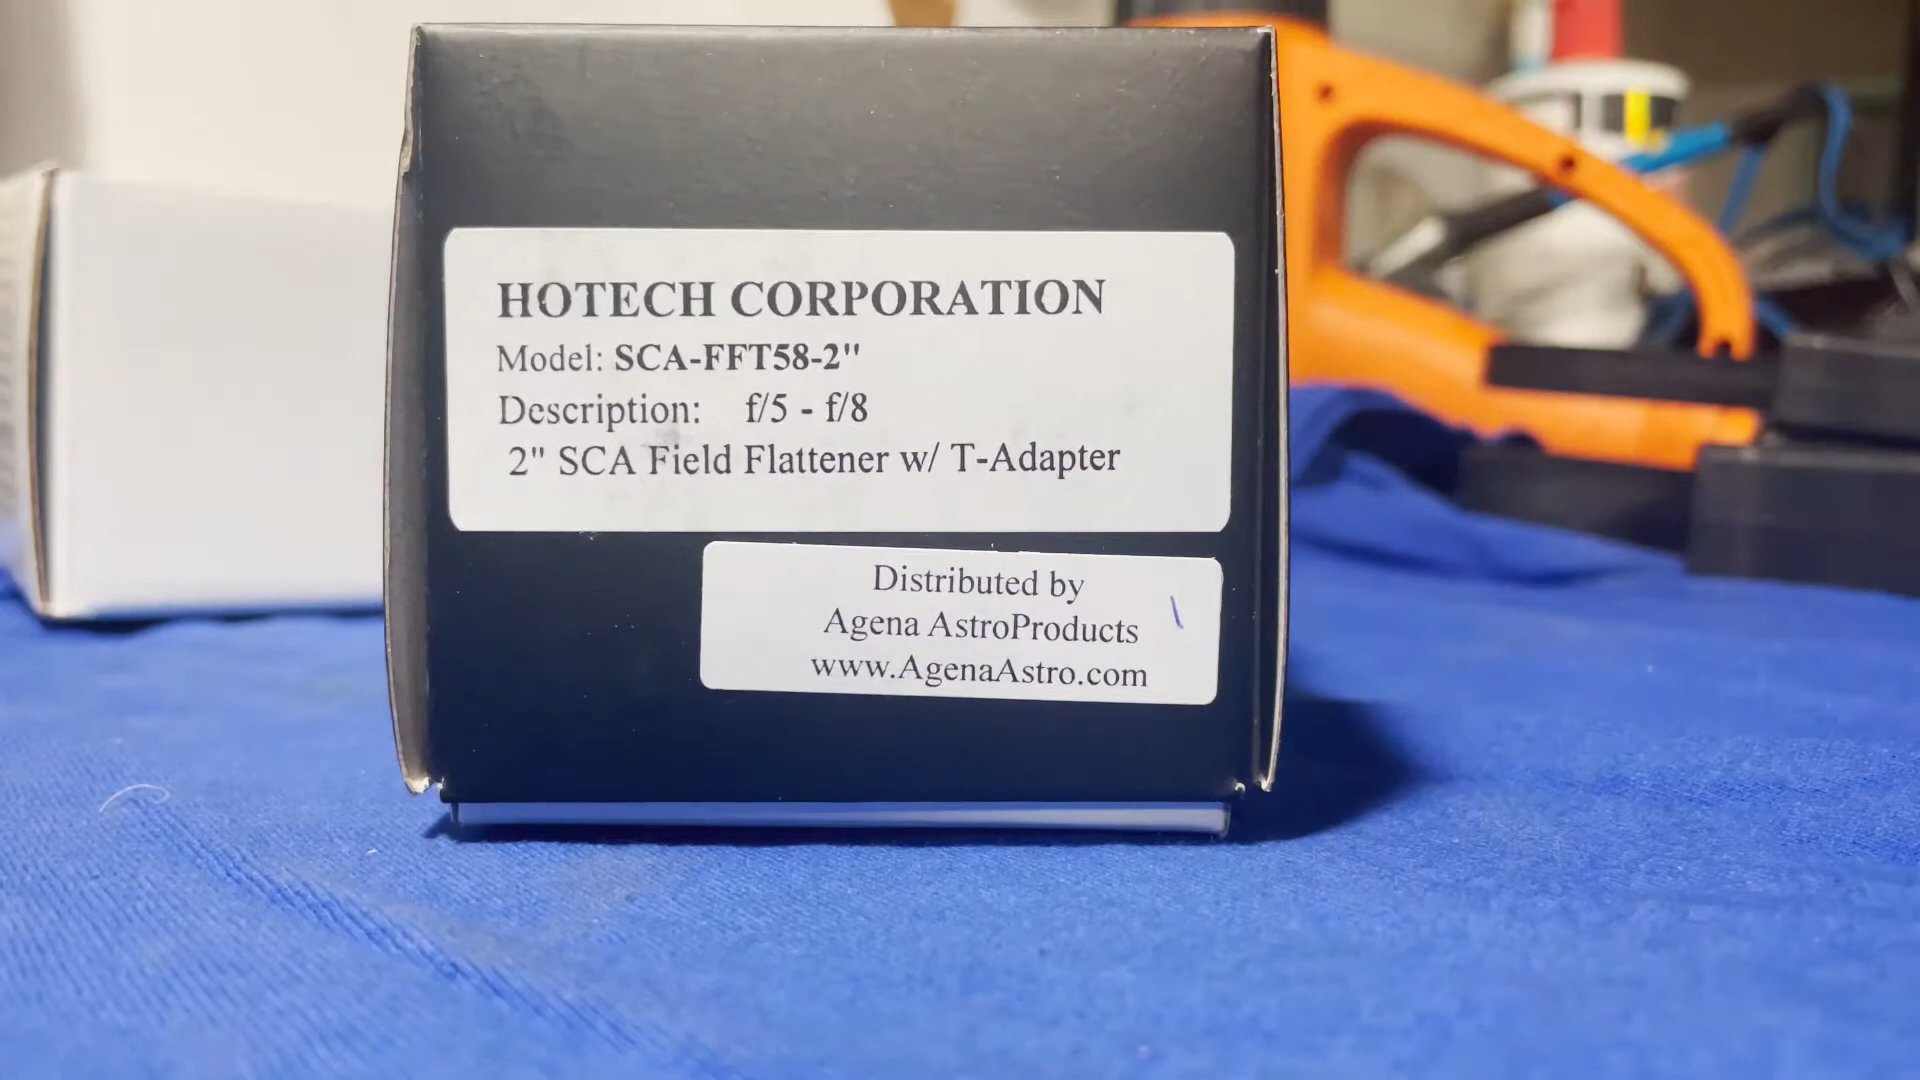 HOTECH CORPORATION
Model: SCA-FFT58-2"
Description: f/5 - f/8
2" SCA Field Flattener w/ T-Adapter
Distributed by
Agena AstroProducts
www.AgenaAstro.com